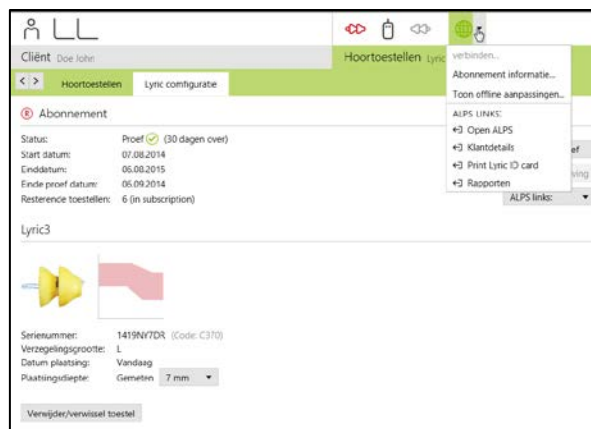 LL
Cliënt Doe John
Hoortoestellen Lyric
Hoortoestellen
Lyric configuratie
verbinden...
Abonnement informatie...
Toon offline aanpassingen...
ALPS LINKS:
Open ALPS
Klantdetails
Print Lyric ID card
Rapporten
ALPS links:
R Abonnement
Status: Proef (30 dagen over)
Start datum: 07.08.2014
Einddatum: 06.08.2015
Einde proef datum: 06.09.2014
Resterende toestellen: 6 (in subscription)
Lyric3
Serienummer: 1419NY7DR (Code: C370)
Verzegelingsgrootte: L
Datum plaatsing: Vandaag
Plaatsingsdiepte: Gemeten 7 mm
Verwijder/verwissel toestel